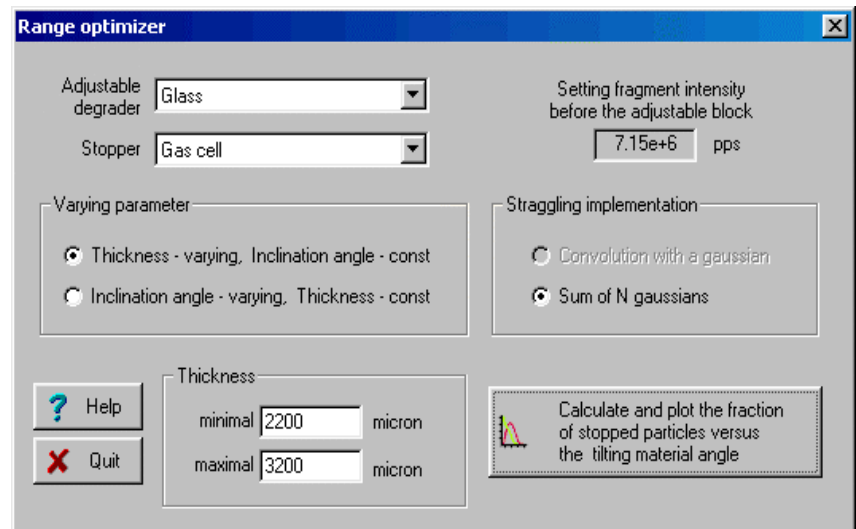 Range optimizer
Adjustable
degrader
Glass
Stopper
Gas cell
Setting fragment intensity
before the adjustable block
7.15e+6 pps
Varying parameter
Thickness - varying, Inclination angle - const
Inclination angle - varying, Thickness - const
Straggling implementation
Convolution with a gaussian
Sum of N gaussians
? Help
Quit
Thickness
minimal 2200 micron
maximal 3200 micron
Calculate and plot the fraction
of stopped particles versus
the tilting material angle